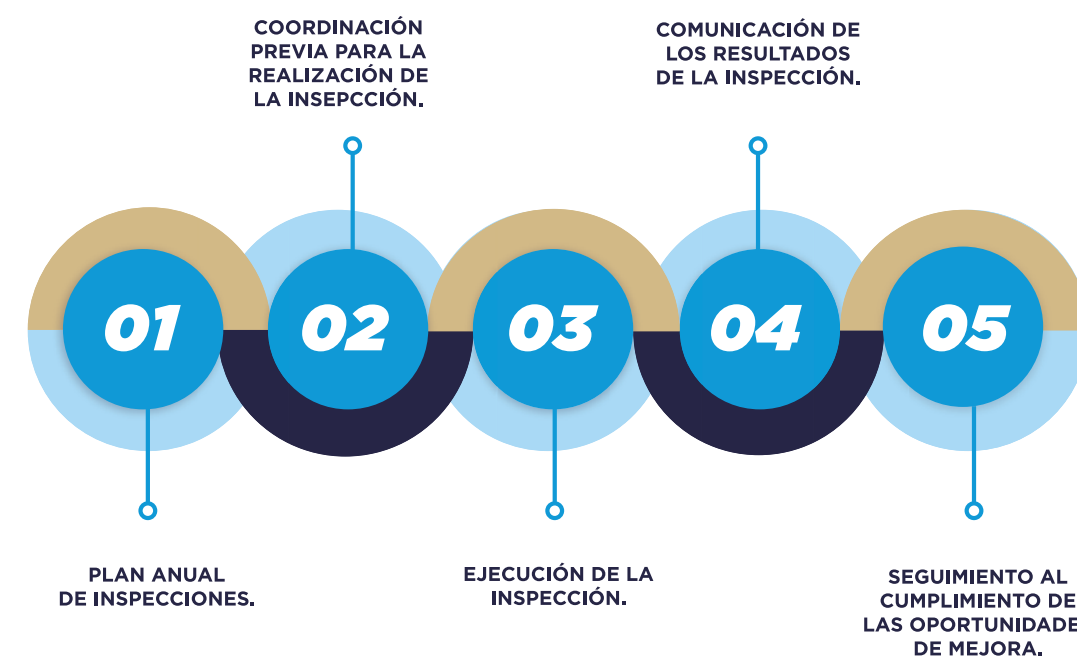 COORDINACIÓN
PREVIA PARA LA
REALIZACIÓN DE
LA INSEPCCIÓN.
COMUNICACIÓN DE
LOS RESULTADOS
DE LA INSPECCIÓN.
01
02
03
04
05
PLAN ANUAL
DE INSPECCIONES.
EJECUCIÓN DE LA
INSPECCIÓN.
SEGUIMIENTO AL
CUMPLIMIENTO DE
LAS OPORTUNIDADE
DE MEJORA.